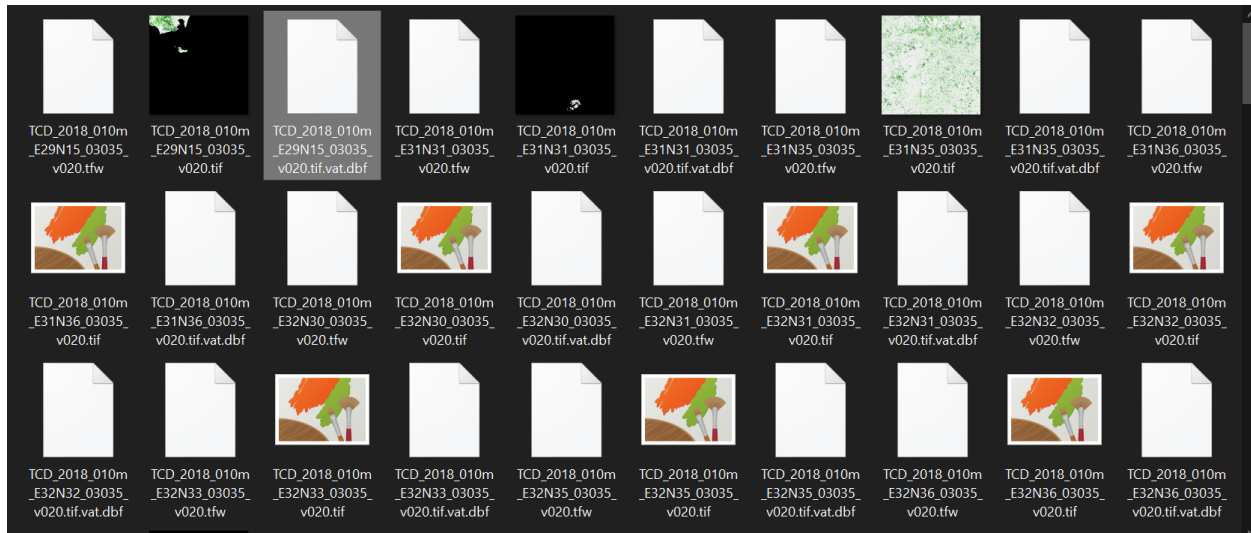 TCD_2018_010m
_E29N15_03035_
v020.tfw
TCD_2018_010m
_E29N15_03035_
v020.tif
TCD_2018_010m
_E29N15_03035_
v020.tif.vat.dbf
TCD_2018_010m
_E31N31_03035_
v020.tfw
TCD_2018_010m
_E31N31_03035_
v020.tif
TCD_2018_010m
_E31N31_03035_
v020.tif.vat.dbf
TCD_2018_010m
_E31N35_03035_
v020.tfw
TCD_2018_010m
_E31N35_03035_
v020.tif
TCD_2018_010m
_E31N35_03035_
v020.tif.vat.dbf
TCD_2018_010m
_E31N36_03035_
v020.tfw
TCD_2018_010m
_E31N36_03035_
v020.tif
TCD_2018_010m
_E31N36_03035_
v020.tif.vat.dbf
TCD_2018_010m
_E32N30_03035_
v020.tfw
TCD_2018_010m
_E32N30_03035_
v020.tif
TCD_2018_010m
_E32N30_03035_
v020.tif.vat.dbf
TCD_2018_010m
_E32N31_03035_
v020.tfw
TCD_2018_010m
_E32N31_03035_
v020.tif
TCD_2018_010m
_E32N31_03035_
v020.tif.vat.dbf
TCD_2018_010m
_E32N32_03035_
v020.tfw
TCD_2018_010m
_E32N32_03035_
v020.tif
TCD_2018_010m
_E32N32_03035_
v020.tif.vat.dbf
TCD_2018_010m
_E32N33_03035_
v020.tfw
TCD_2018_010m
_E32N33_03035_
v020.tif
TCD_2018_010m
_E32N33_03035_
v020.tif.vat.dbf
TCD_2018_010m
_E32N35_03035_
v020.tfw
TCD_2018_010m
_E32N35_03035_
v020.tif
TCD_2018_010m
_E32N35_03035_
v020.tif.vat.dbf
TCD_2018_010m
_E32N36_03035_
v020.tfw
TCD_2018_010m
_E32N36_03035_
v020.tif
TCD_2018_010m
_E32N36_03035_
v020.tif.vat.dbf